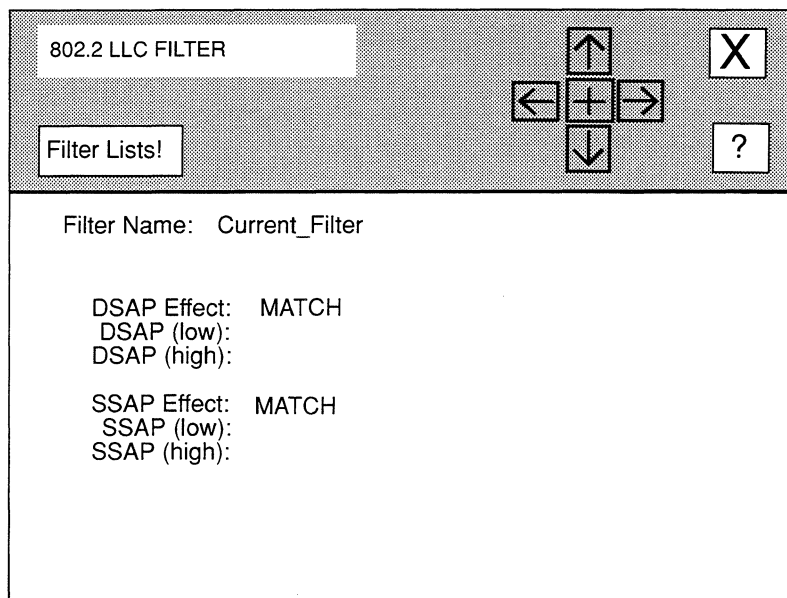 802.2 LLC FILTER
X
Filter Lists!
?
Filter Name: Current_Filter
DSAP Effect: MATCH
DSAP (low):
DSAP (high):
SSAP Effect: MATCH
SSAP (low):
SSAP (high):